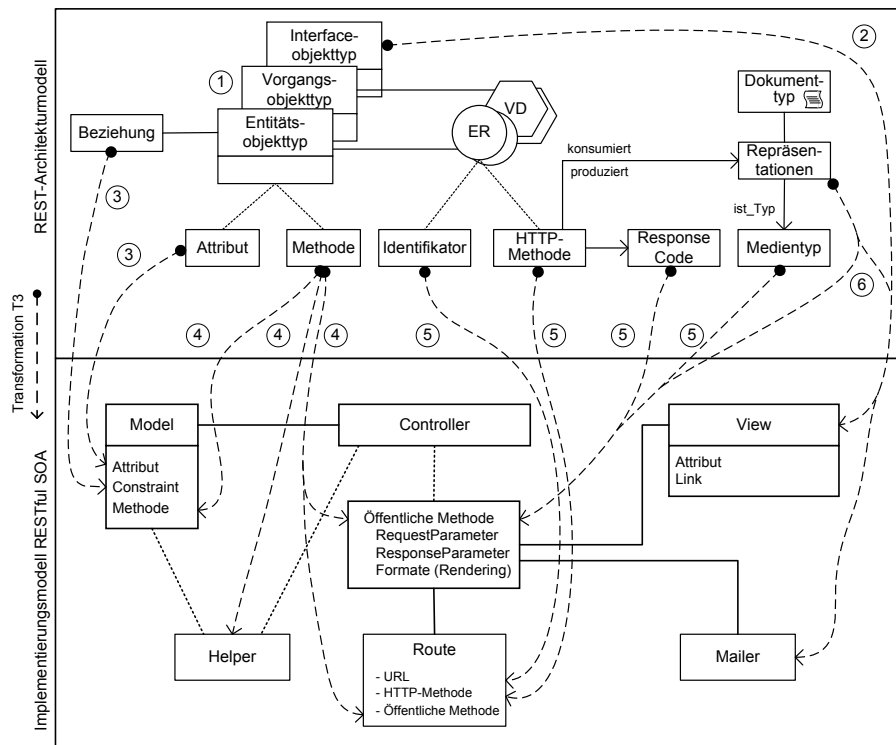 REST-Architekturmodell
Interface-
objekttyp
2
1
Vorgangs-
objekttyp
Entitäts-
objekttyp
Beziehung
VD
ER
Dokument-
typ
konsumiert
produziert
Repräsen-
tationen
ist_Typ
3
3
Attribut
Methode
Identifikator
HTTP-
Methode
Response
Code
Medientyp
6
4
4
4
5
5
5
5
Transformation T3
Implementierungsmodell RESTful SOA
Model
Attribut
Constraint
Methode
Controller
View
Attribut
Link
Öffentliche Methode
RequestParameter
ResponseParameter
Formate (Rendering)
Helper
Route
- URL
- HTTP-Methode
- Öffentliche Methode
Mailer